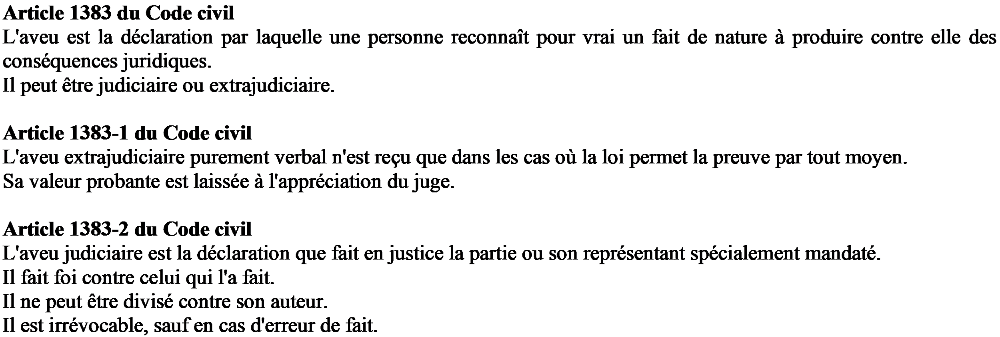 Article 1383 du Code civil
L'aveu est la déclaration par laquelle une personne reconnaît pour vrai un fait de nature à produire contre elle des
conséquences juridiques.
Il peut être judiciaire ou extrajudiciaire.
Article 1383-1 du Code civil
L'aveu extrajudiciaire purement verbal n'est reçu que dans les cas où la loi permet la preuve par tout moyen.
Sa valeur probante est laissée à l'appréciation du juge.
Article 1383-2 du Code civil
L'aveu judiciaire est la déclaration que fait en justice la partie ou son représentant spécialement mandaté.
Il fait foi contre celui qui l'a fait.
Il ne peut être divisé contre son auteur.
Il est irrévocable, sauf en cas d'erreur de fait.